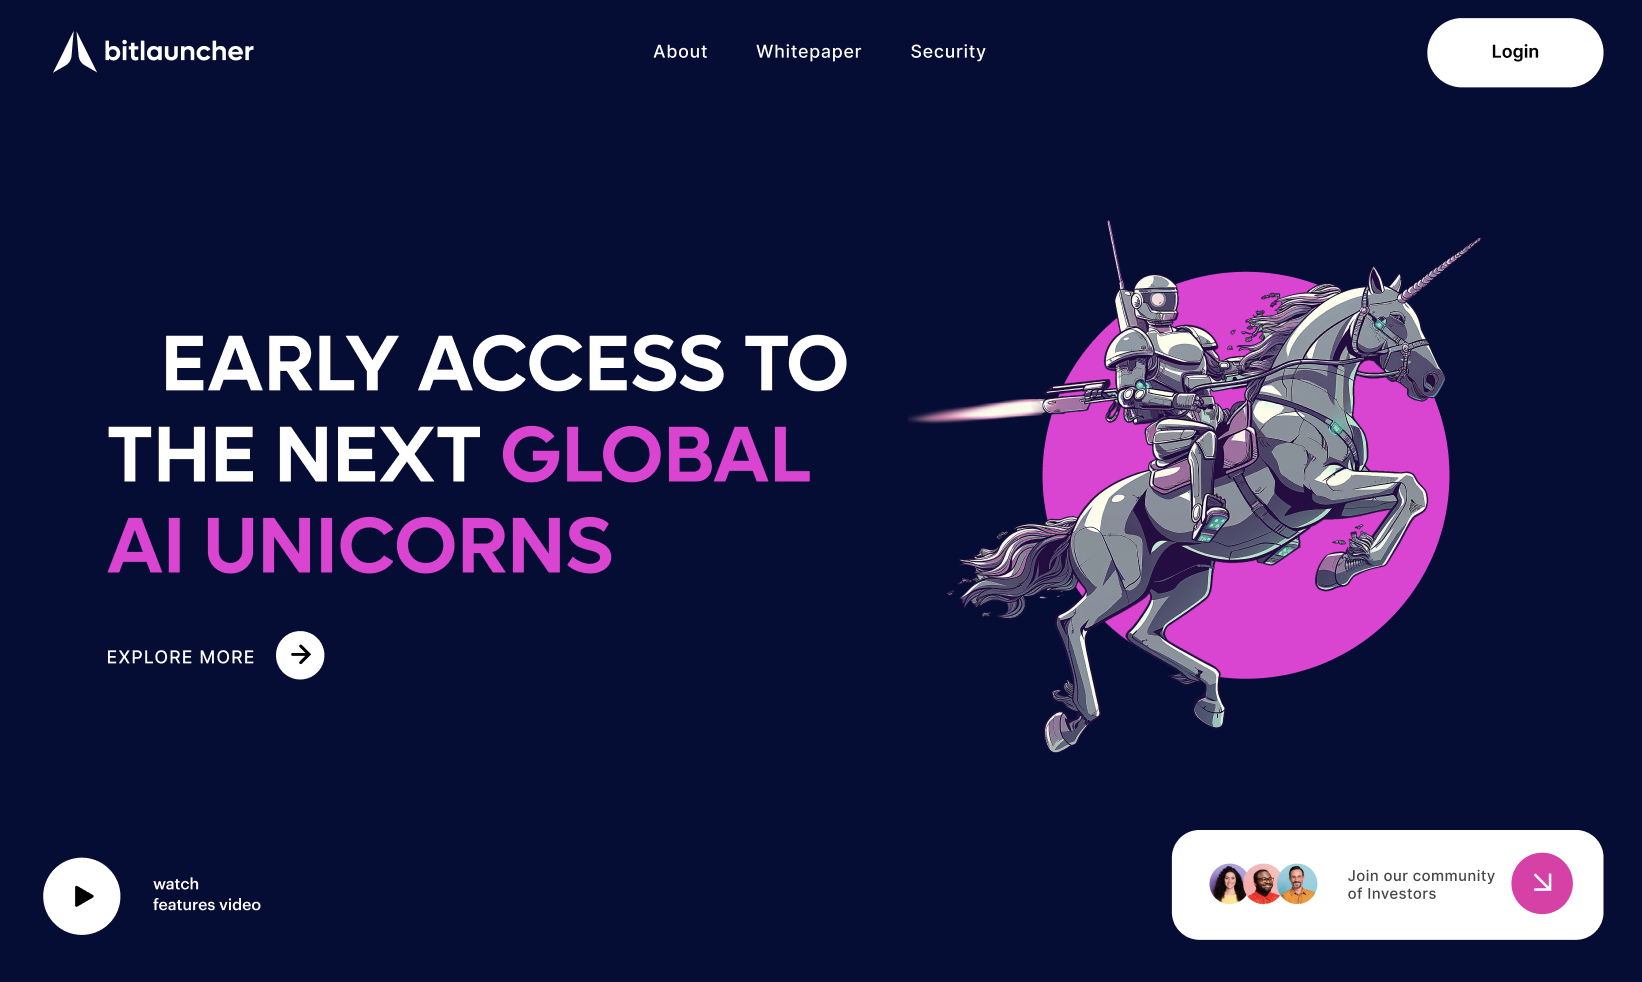 bitlauncher
About
Whitepaper
Security
Login
EARLY ACCESS TO
THE NEXT GLOBAL
AI UNICORNS
EXPLORE MORE
watch
features video
Join our community
of Investors